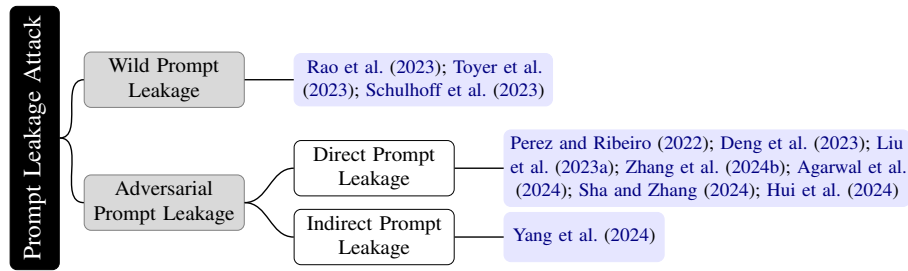 Prompt Leakage Attack
Wild Prompt
Leakage
Rao et al. (2023); Toyer et al.
(2023); Schulhoff et al. (2023)
Adversarial
Prompt Leakage
Direct Prompt
Leakage
Perez and Ribeiro (2022); Deng et al. (2023); Liu
et al. (2023a); Zhang et al. (2024b); Agarwal et al.
(2024); Sha and Zhang (2024); Hui et al. (2024)
Indirect Prompt
Leakage
Yang et al. (2024)